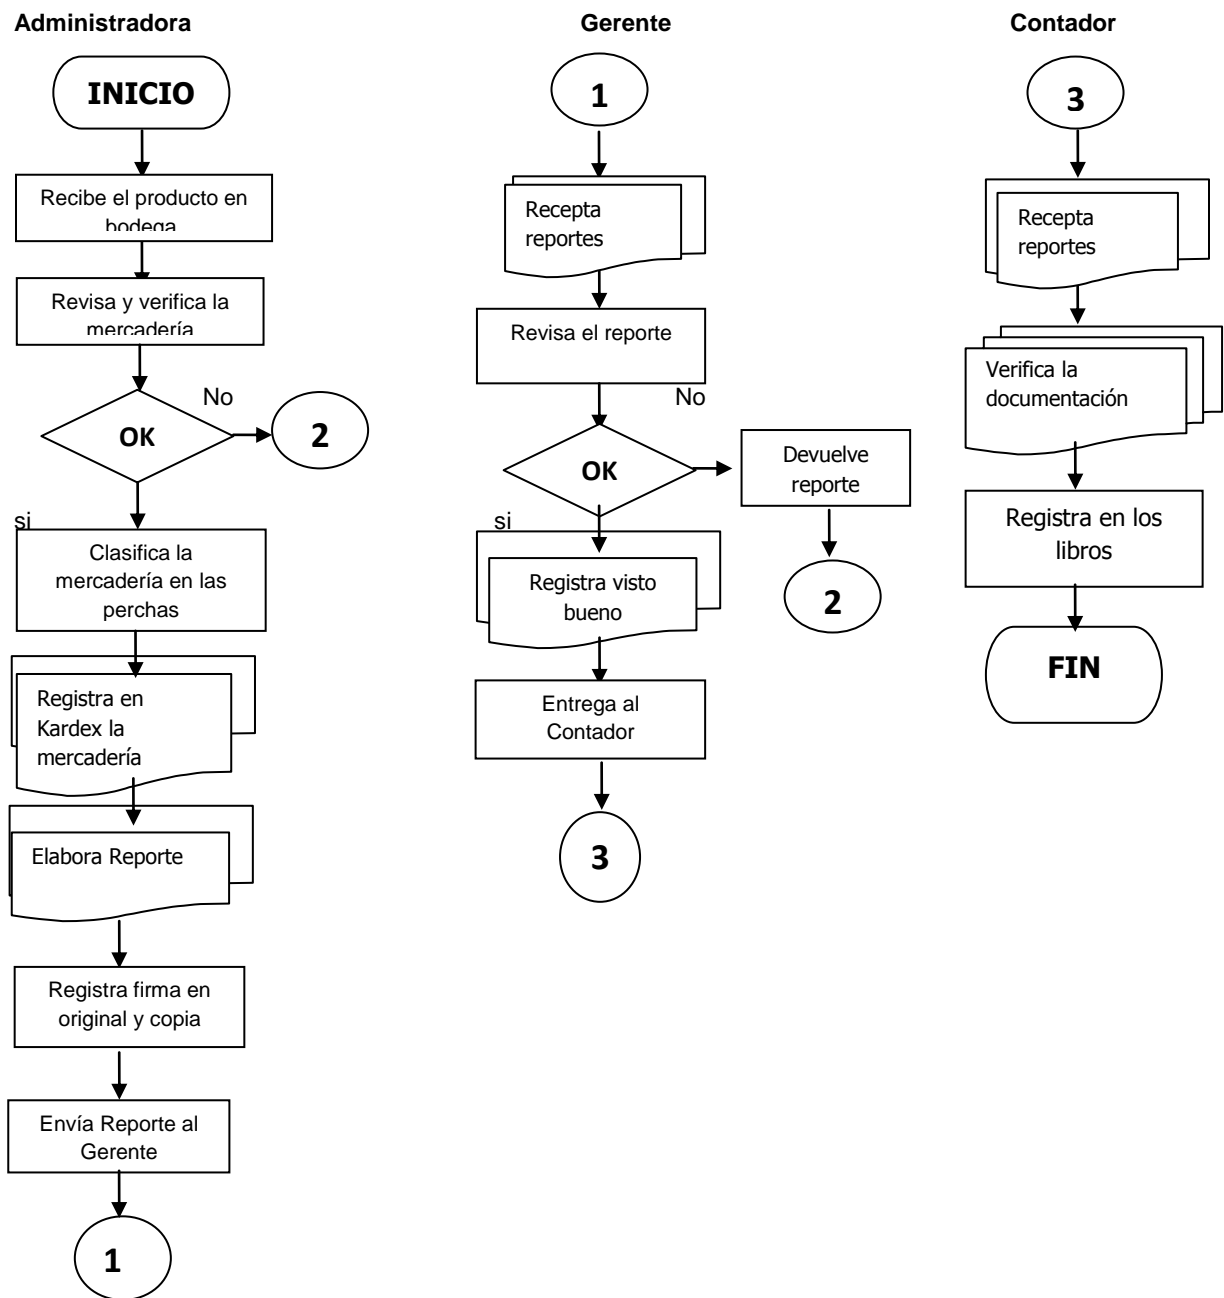 Administradora
INICIO
Recibe el producto en
bodega
Revisa y verifica la
mercadería
No
OK
2
si
Clasifica la
mercadería en las
perchas
Registra en
Kardex la
mercadería
Elabora Reporte
Registra firma en
original y copia
Envía Reporte al
Gerente
1
Gerente
1
Recepta
reportes
Revisa el reporte
No
OK
Devuelve
reporte
2
si
Registra visto
bueno
Entrega al
Contador
3
Contador
3
Recepta
reportes
Verifica la
documentación
Registra en los
libros
FIN